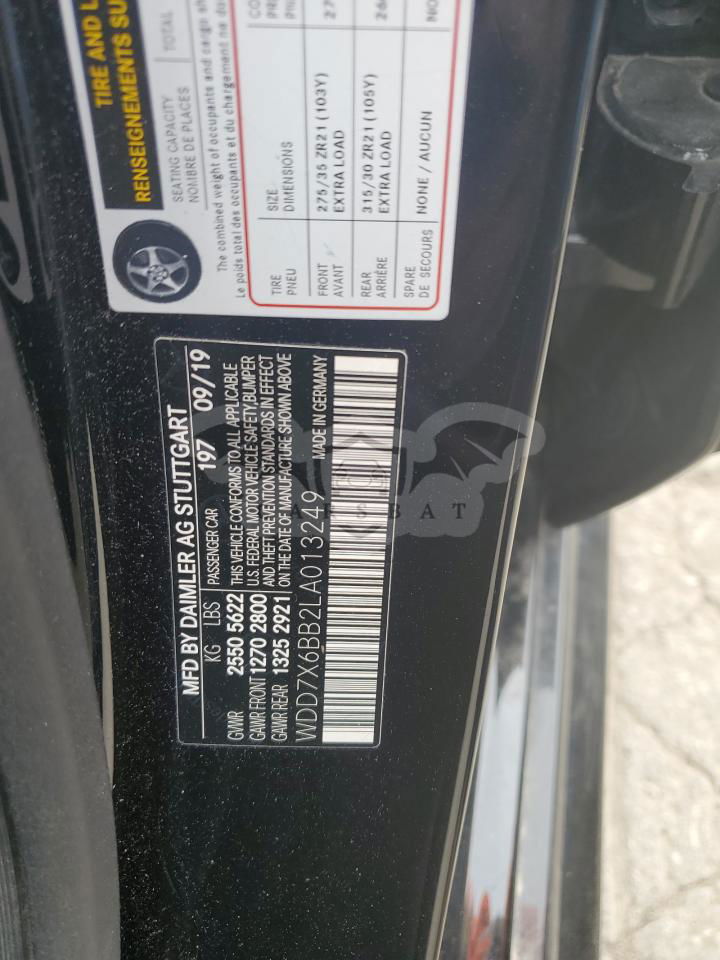 TIRE AND
RENSEIGNEMENTS
SEATING CAPACITY
NOMBRE DE PLACES
TOTAL
The combined weight of occupants and cargo
Le poids total des occupants et du chargement ne
TIRE
PNEU
SIZE
DIMENSIONS
FRONT
AVANT
275/35 ZR21 (103Y)
EXTRA LOAD
REAR
ARRIÈRE
315/30 ZR21 (105Y)
EXTRA LOAD
SPARE
DE SECOURS
NONE / AUCUN
MFD BY DAIMLER AG STUTTGART
KG LBS PASSENGER CAR 197 09/19
GVWR 2550 5622
GAWR FRONT 1270 2800
GAWR REAR 1325 2921
THIS VEHICLE CONFORMS TO ALL APPLICABLE
U.S. FEDERAL MOTOR VEHICLE SAFETY,BUMPER
AND THEFT PREVENTION STANDARDS IN EFFECT
ON THE DATE OF MANUFACTURE SHOWN ABOVE
WDD7X6BB2LA013249 MADE IN GERMANY